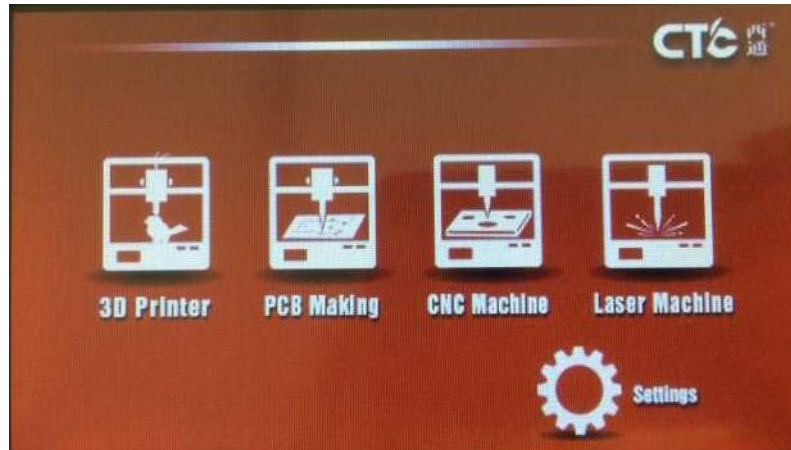 CTC 西通
3D Printer
PCB Making
CNC Machine
Laser Machine
Settings